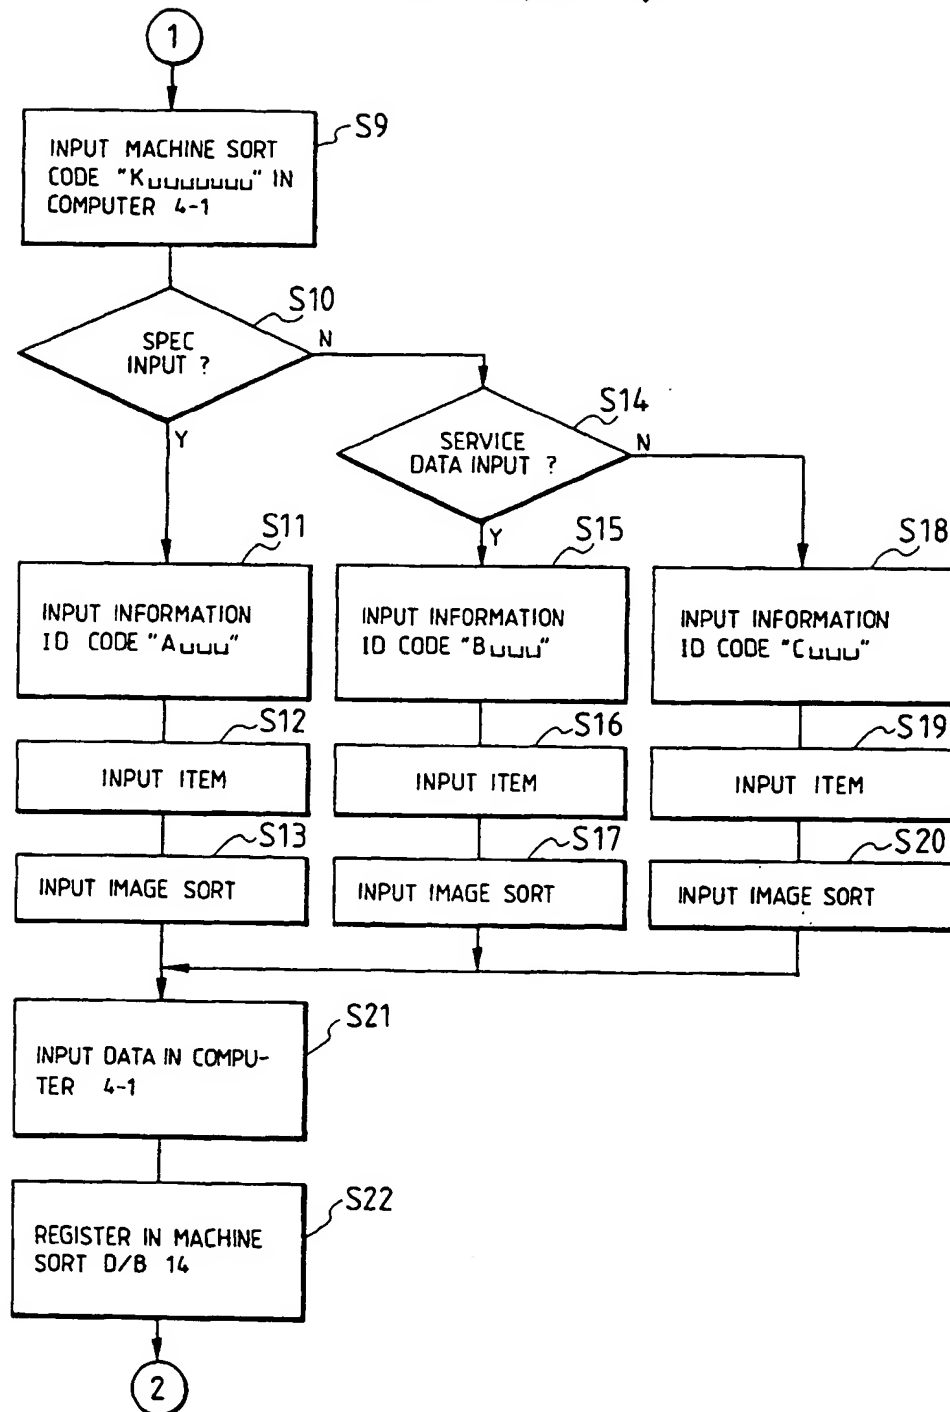 1
S9
INPUT MACHINE SORT
CODE "K␣␣␣␣␣␣␣" IN
COMPUTER 4-1
S10
SPEC
INPUT ?
N
Y
S14
SERVICE
DATA INPUT ?
N
Y
S11
INPUT INFORMATION
ID CODE "A␣␣␣"
S15
INPUT INFORMATION
ID CODE "B␣␣␣"
S18
INPUT INFORMATION
ID CODE "C␣␣␣"
S12
INPUT ITEM
S16
INPUT ITEM
S19
INPUT ITEM
S13
INPUT IMAGE SORT
S17
INPUT IMAGE SORT
S20
INPUT IMAGE SORT
S21
INPUT DATA IN COMPU-
TER 4-1
S22
REGISTER IN MACHINE
SORT D/B 14
2